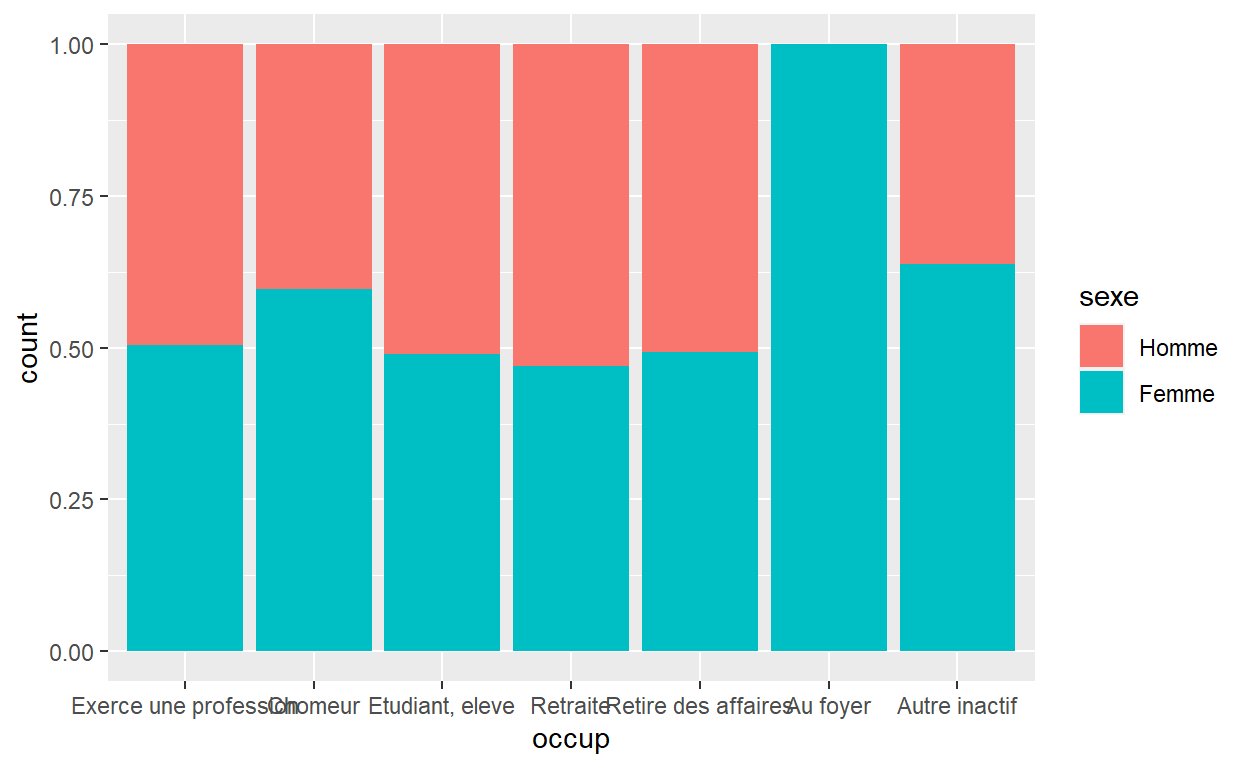 1.00
0.75
0.50
0.25
0.00
count
Exerce une profession
Chomeur
Etudiant, eleve
Retraite
Retire des affaires
Au foyer
Autre inactif
occup
sexe
Homme
Femme